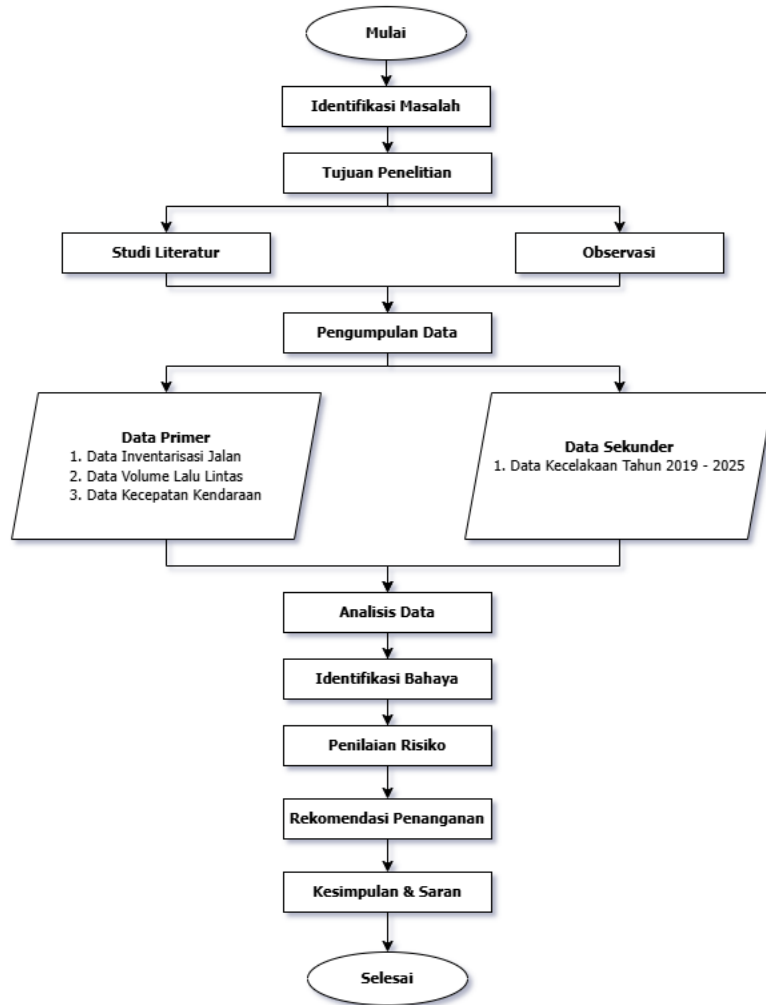 Mulai
Identifikasi Masalah
Tujuan Penelitian
Studi Literatur
Observasi
Pengumpulan Data
Data Primer
1. Data Inventarisasi Jalan
2. Data Volume Lalu Lintas
3. Data Kecepatan Kendaraan
Data Sekunder
1. Data Kecelakaan Tahun 2019 - 2025
Analisis Data
Identifikasi Bahaya
Penilaian Risiko
Rekomendasi Penanganan
Kesimpulan & Saran
Selesai